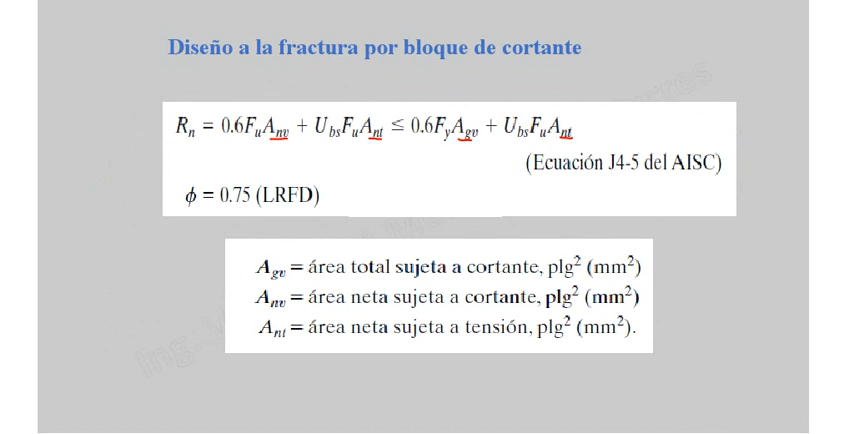 Diseño a la fractura por bloque de cortante
Rn = 0.6FuAnv + UbsFuAnt ≤ 0.6FyAgv + UbsFuAnt
(Ecuación J4-5 del AISC)
ϕ = 0.75 (LRFD)
Agv = área total sujeta a cortante, plg² (mm²)
Anv = área neta sujeta a cortante, plg² (mm²)
Ant = área neta sujeta a tensión, plg² (mm²).